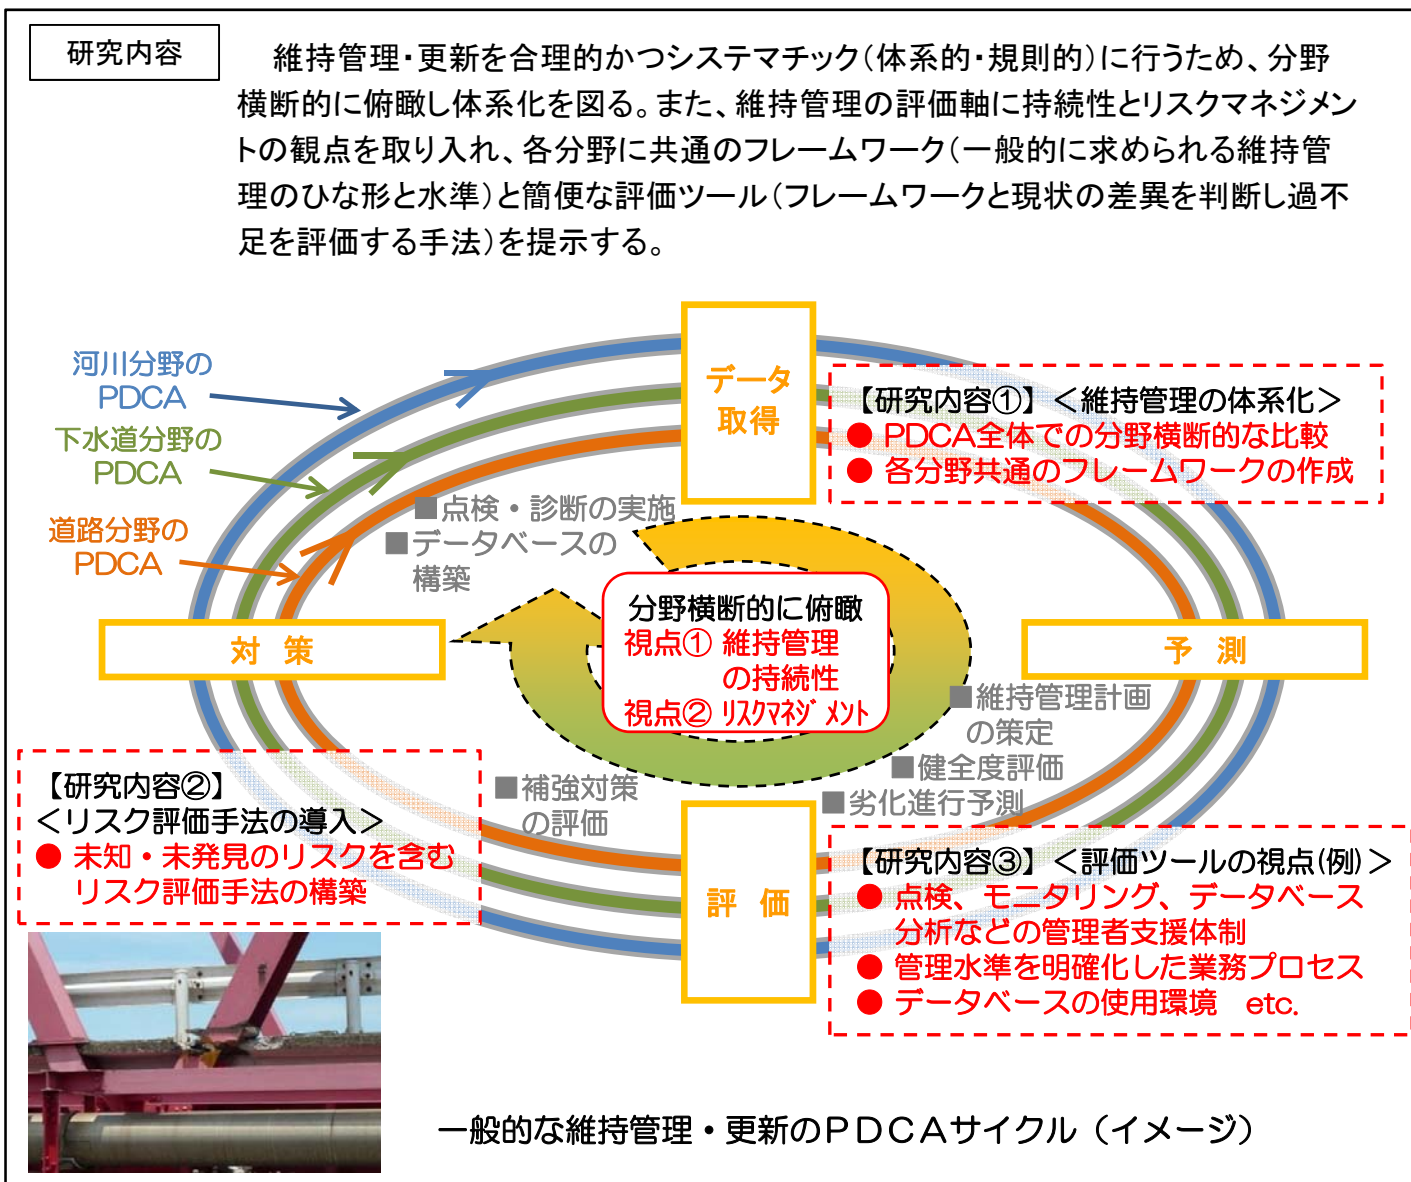 研究内容
維持管理・更新を合理的かつシステマチック(体系的・規則的)に行うため、分野
横断的に俯瞰し体系化を図る。また、維持管理の評価軸に持続性とリスクマネジメン
トの観点を取り入れ、各分野に共通のフレームワーク(一般的に求められる維持管
理のひな形と水準)と簡便な評価ツール(フレームワークと現状の差異を判断し過不
足を評価する手法)を提示する。
河川分野の
PDCA
下水道分野の
PDCA
道路分野の
PDCA
データ
取得
【研究内容①】<維持管理の体系化>
● PDCA全体での分野横断的な比較
● 各分野共通のフレームワークの作成
■点検・診断の実施
■データベースの
構築
分野横断的に俯瞰
視点① 維持管理
の持続性
視点② リスクマネジメント
対 策
予 測
■維持管理計画
の策定
■健全度評価
■劣化進行予測
■補強対策
の評価
【研究内容②】
<リスク評価手法の導入>
● 未知・未発見のリスクを含む
リスク評価手法の構築
評 価
【研究内容③】<評価ツールの視点(例)>
● 点検、モニタリング、データベース
分析などの管理者支援体制
● 管理水準を明確化した業務プロセス
● データベースの使用環境 etc.
一般的な維持管理・更新のPDCAサイクル(イメージ)